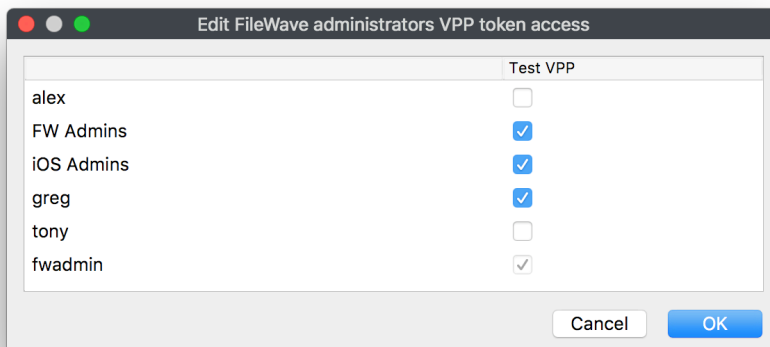 Edit FileWave administrators VPP token access
Test VPP
alex
FW Admins
iOS Admins
greg
tony
fwadmin
Cancel OK